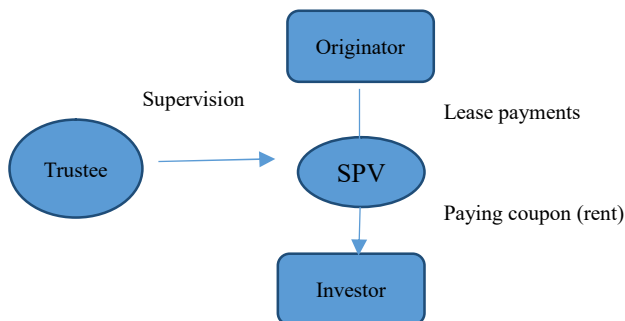 Originator
Supervision
Lease payments
Trustee
SPV
Paying coupon (rent)
Investor